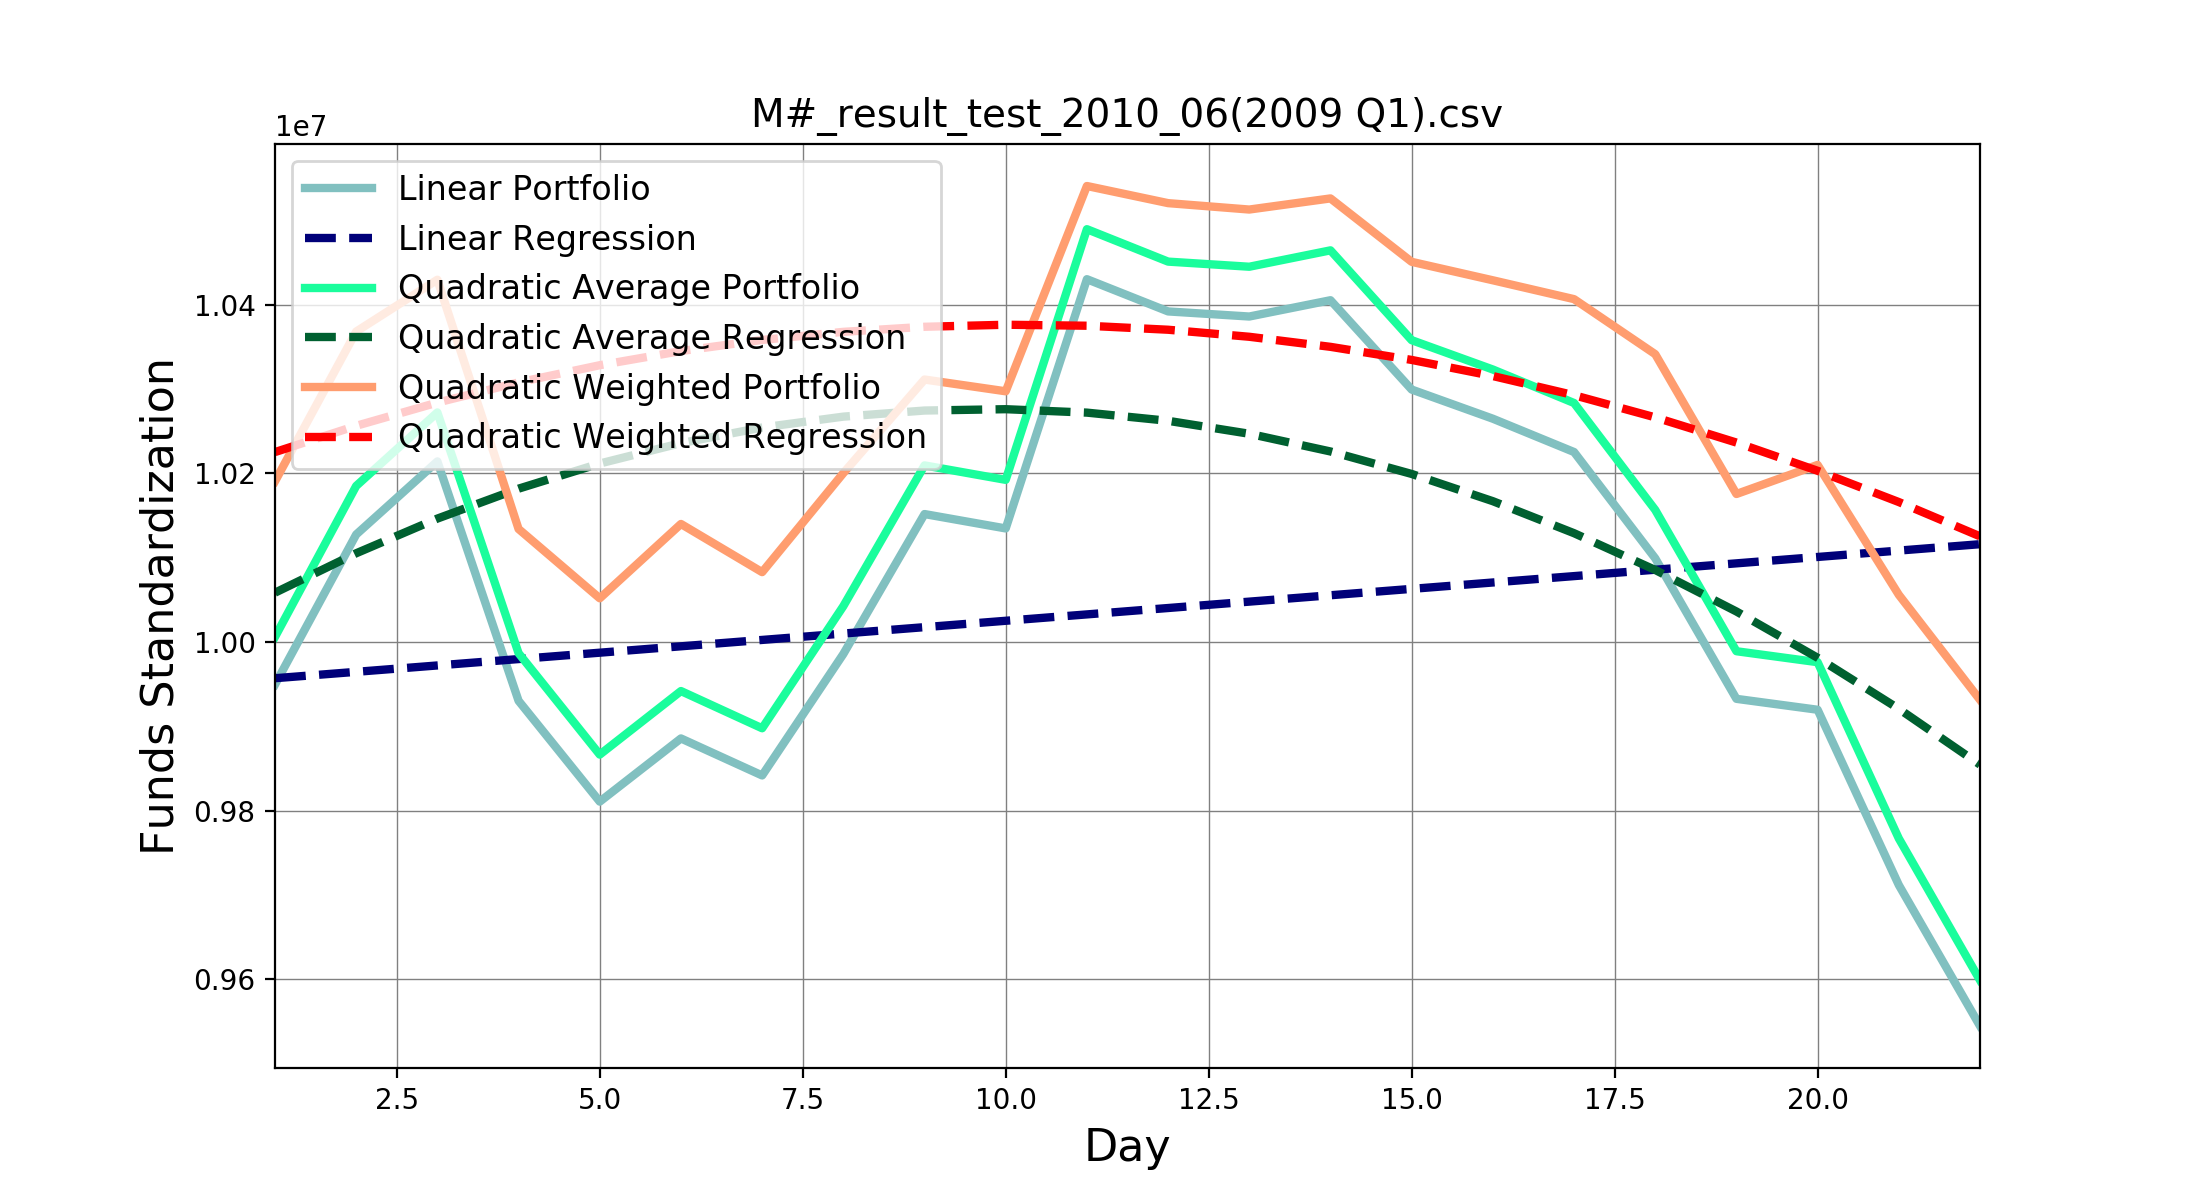 M#_result_test_2010_06(2009 Q1).csv
1e7
Linear Portfolio
Linear Regression
Quadratic Average Portfolio
Quadratic Average Regression
Quadratic Weighted Portfolio
Quadratic Weighted Regression
Funds Standardization
1.04
1.02
1.00
0.98
0.96
2.5 5.0 7.5 10.0 12.5 15.0 17.5 20.0
Day